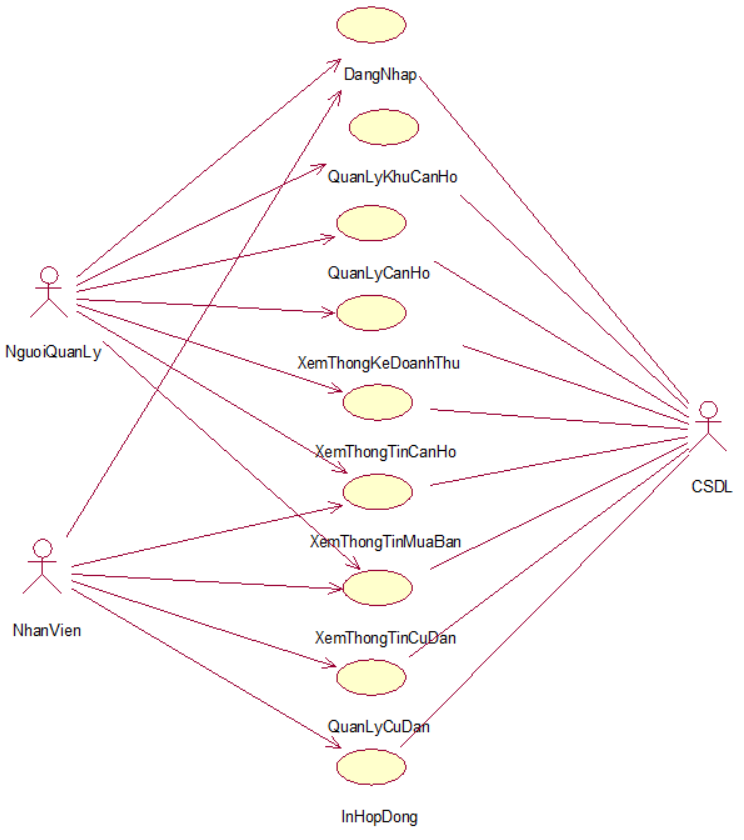 DangNhap
QuanLyKhuCanHo
QuanLyCanHo
NguoiQuanLy
XemThongKeDoanhThu
XemThongTinCanHo
CSDL
XemThongTinMuaBan
NhanVien
XemThongTinCuDan
QuanLyCuDan
InHopDong